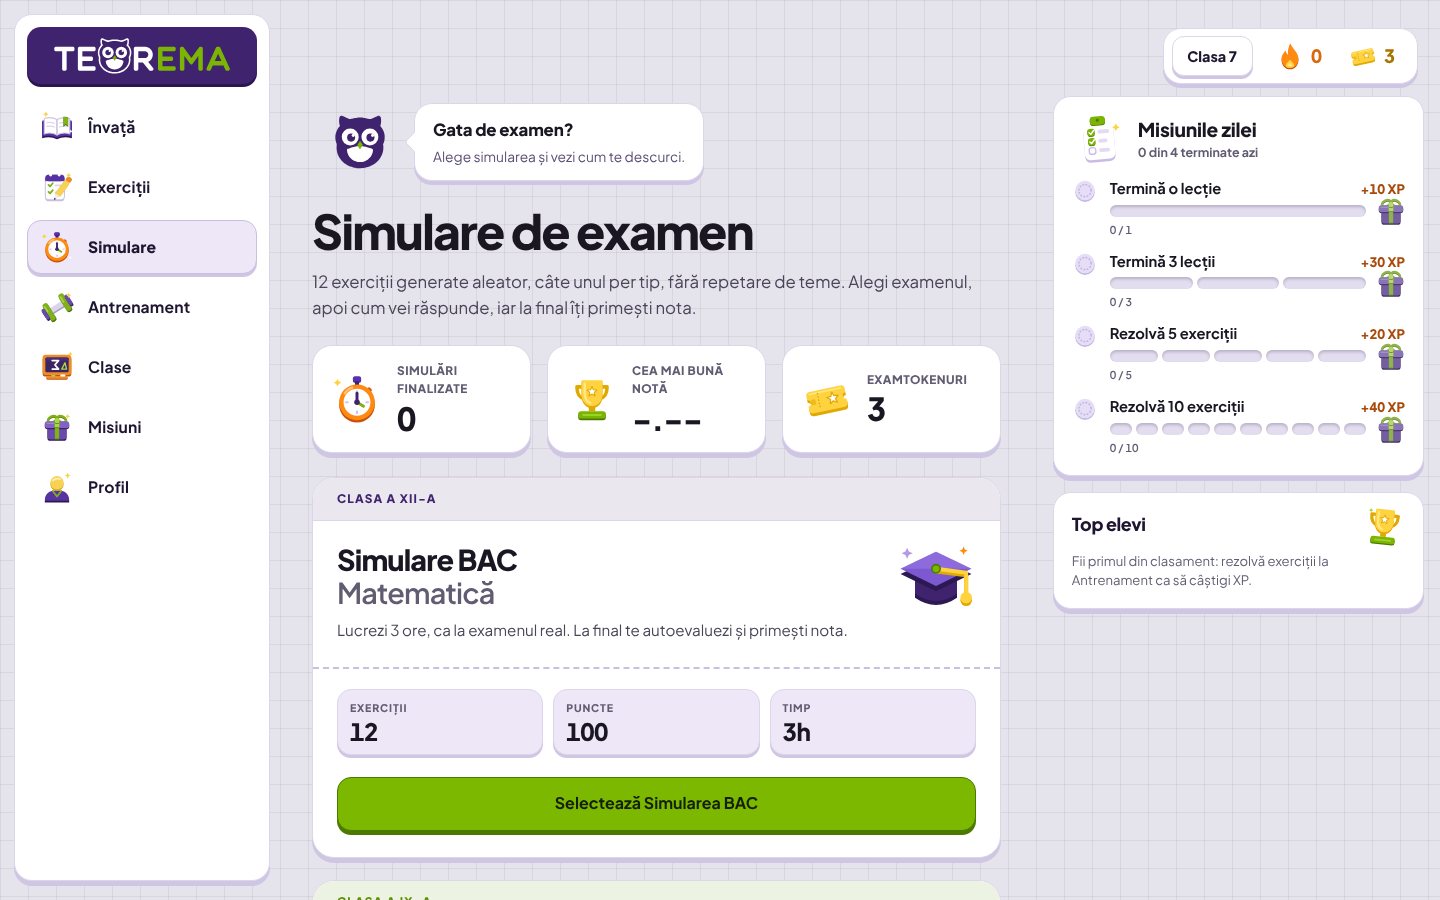 TEOREMA
Învață
Exerciții
Simulare
Antrenament
Clase
Misiuni
Profil
Gata de examen?
Alege simularea și vezi cum te descurci.
Simulare de examen
12 exerciții generate aleator, câte unul per tip, fără repetare de teme. Alegi examenul,
apoi cum vei răspunde, iar la final îți primești nota.
SIMULĂRI
FINALIZATE
0
CEA MAI BUNĂ
NOTĂ
–.––
EXAMTOKENURI
3
CLASA A XII-A
Simulare BAC
Matematică
Lucrezi 3 ore, ca la examenul real. La final te autoevaluezi și primești nota.
EXERCIȚII
12
PUNCTE
100
TIMP
3h
Selectează Simularea BAC
Clasa 7
0
3
Misiunile zilei
0 din 4 terminate azi
Termină o lecție
+10 XP
0 / 1
Termină 3 lecții
+30 XP
0 / 3
Rezolvă 5 exerciții
+20 XP
0 / 5
Rezolvă 10 exerciții
+40 XP
0 / 10
Top elevi
Fii primul din clasament: rezolvă exerciții la
Antrenament ca să câștigi XP.